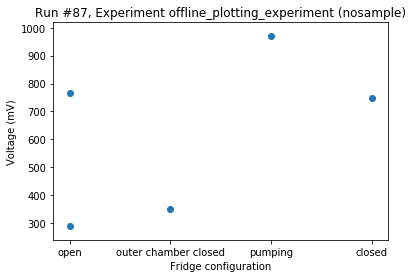 Run #87, Experiment offline_plotting_experiment (nosample)
1000
900
800
700
600
500
400
300
Voltage (mV)
open outer chamber closed pumping closed
Fridge configuration